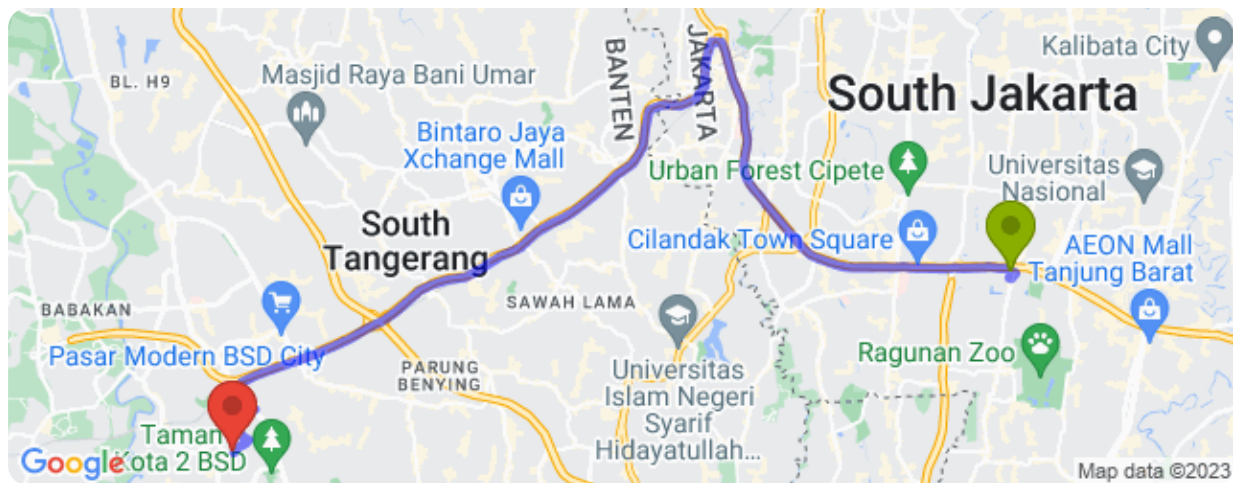 BL. H9
Masjid Raya Bani Umar
BANTEN
JAKARTA
Kalibata City
South Jakarta
Bintaro Jaya
Xchange Mall
Urban Forest Cipete
Universitas
Nasional
South
Tangerang
Cilandak Town Square
AEON Mall
Tanjung Barat
BABAKAN
SAWAH LAMA
Pasar Modern BSD City
PARUNG
BENYING
Ragunan Zoo
Universitas
Islam Negeri
Syarif
Hidayatullah...
Taman
Kota 2 BSD
Google
Map data ©2023